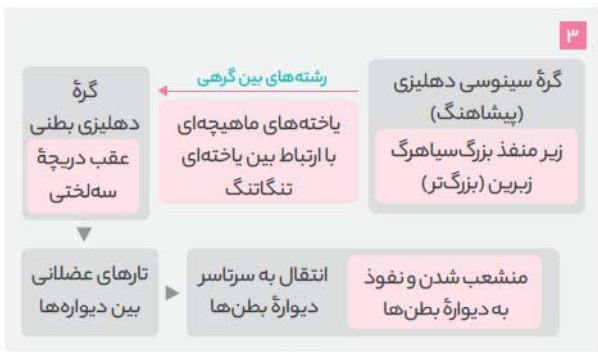 ۳
گرهٔ سینوسی دهلیزی
(پیشاهنگ)
زیر منفذ بزرگ‌سیاهرگ
زبرین (بزرگ‌تر)
رشته‌های بین گرهی
یاخته‌های ماهیچه‌ای
با ارتباط بین یاخته‌ای
تنگاتنگ
گرهٔ
دهلیزی بطنی
عقب دریچهٔ
سه‌لختی
تارهای عضلانی
بین دیواره‌ها
انتقال به سرتاسر
دیوارهٔ بطن‌ها
منشعب شدن و نفوذ
به دیوارهٔ بطن‌ها